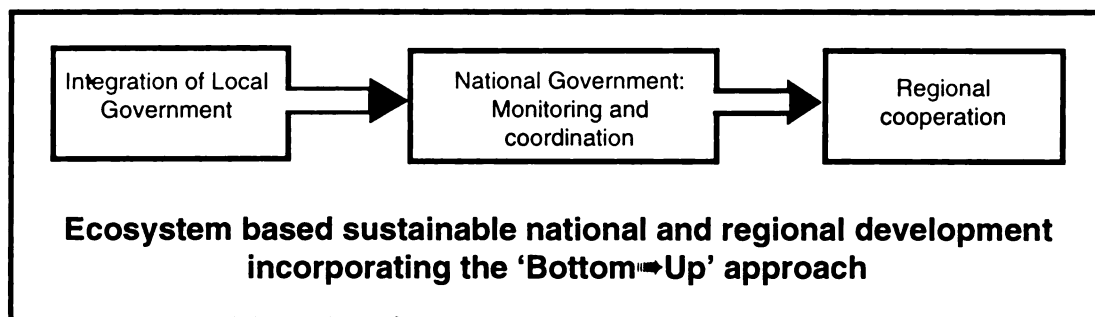 Integration of Local
Government
National Government:
Monitoring and
coordination
Regional
cooperation
Ecosystem based sustainable national and regional development
incorporating the ‘Bottom➠Up’ approach